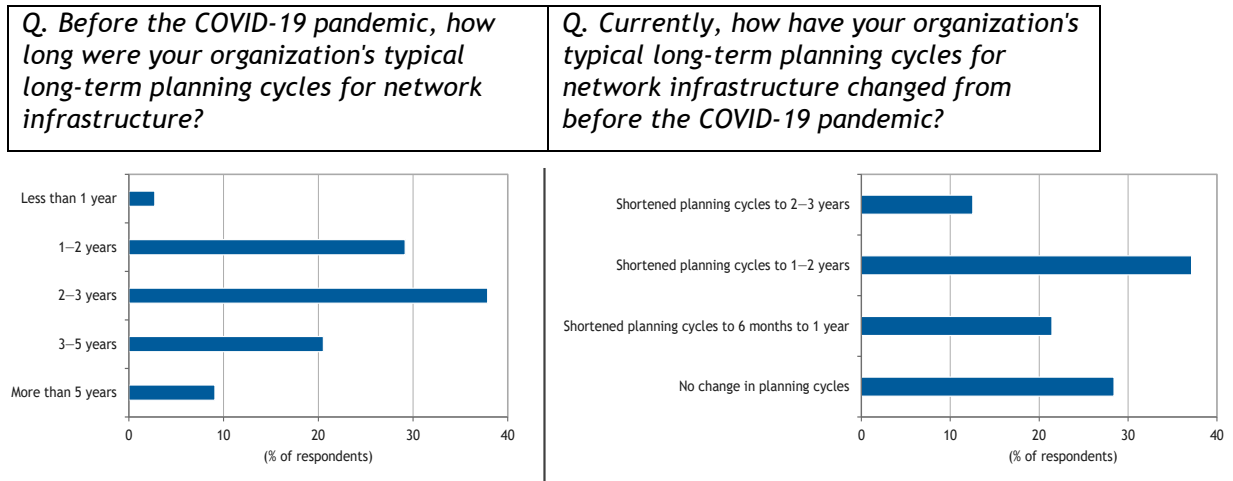 Q. Before the COVID-19 pandemic, how
long were your organization's typical
long-term planning cycles for network
infrastructure?
Q. Currently, how have your organization's
typical long-term planning cycles for
network infrastructure changed from
before the COVID-19 pandemic?
Less than 1 year
1—2 years
2—3 years
3—5 years
More than 5 years
0 10 20 30 40
(% of respondents)
Shortened planning cycles to 2—3 years
Shortened planning cycles to 1—2 years
Shortened planning cycles to 6 months to 1 year
No change in planning cycles
0 10 20 30 40
(% of respondents)